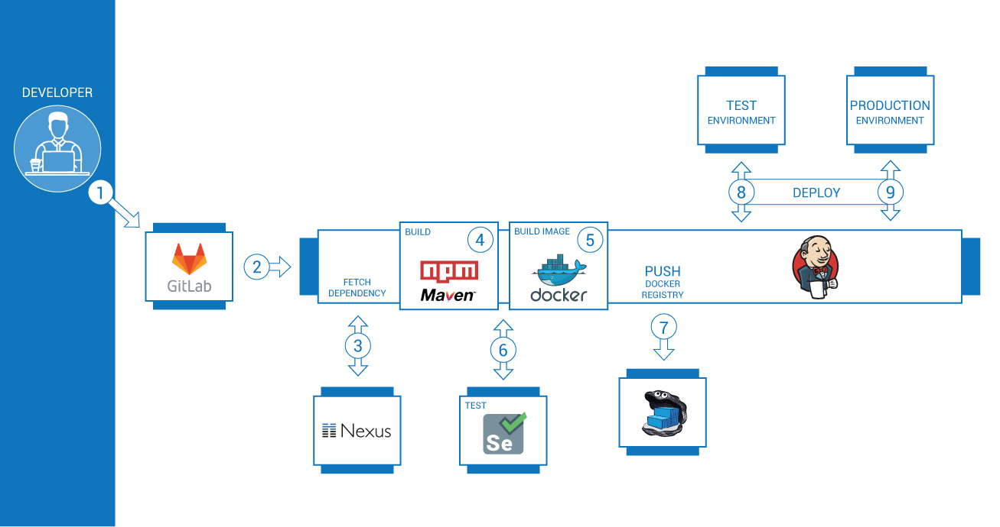 DEVELOPER
1
GitLab
2
FETCH
DEPENDENCY
3
Nexus
BUILD
4
npm
Maven™
BUILD IMAGE
5
docker
6
TEST
Se
PUSH
DOCKER
REGISTRY
7
TEST
ENVIRONMENT
PRODUCTION
ENVIRONMENT
8
DEPLOY
9